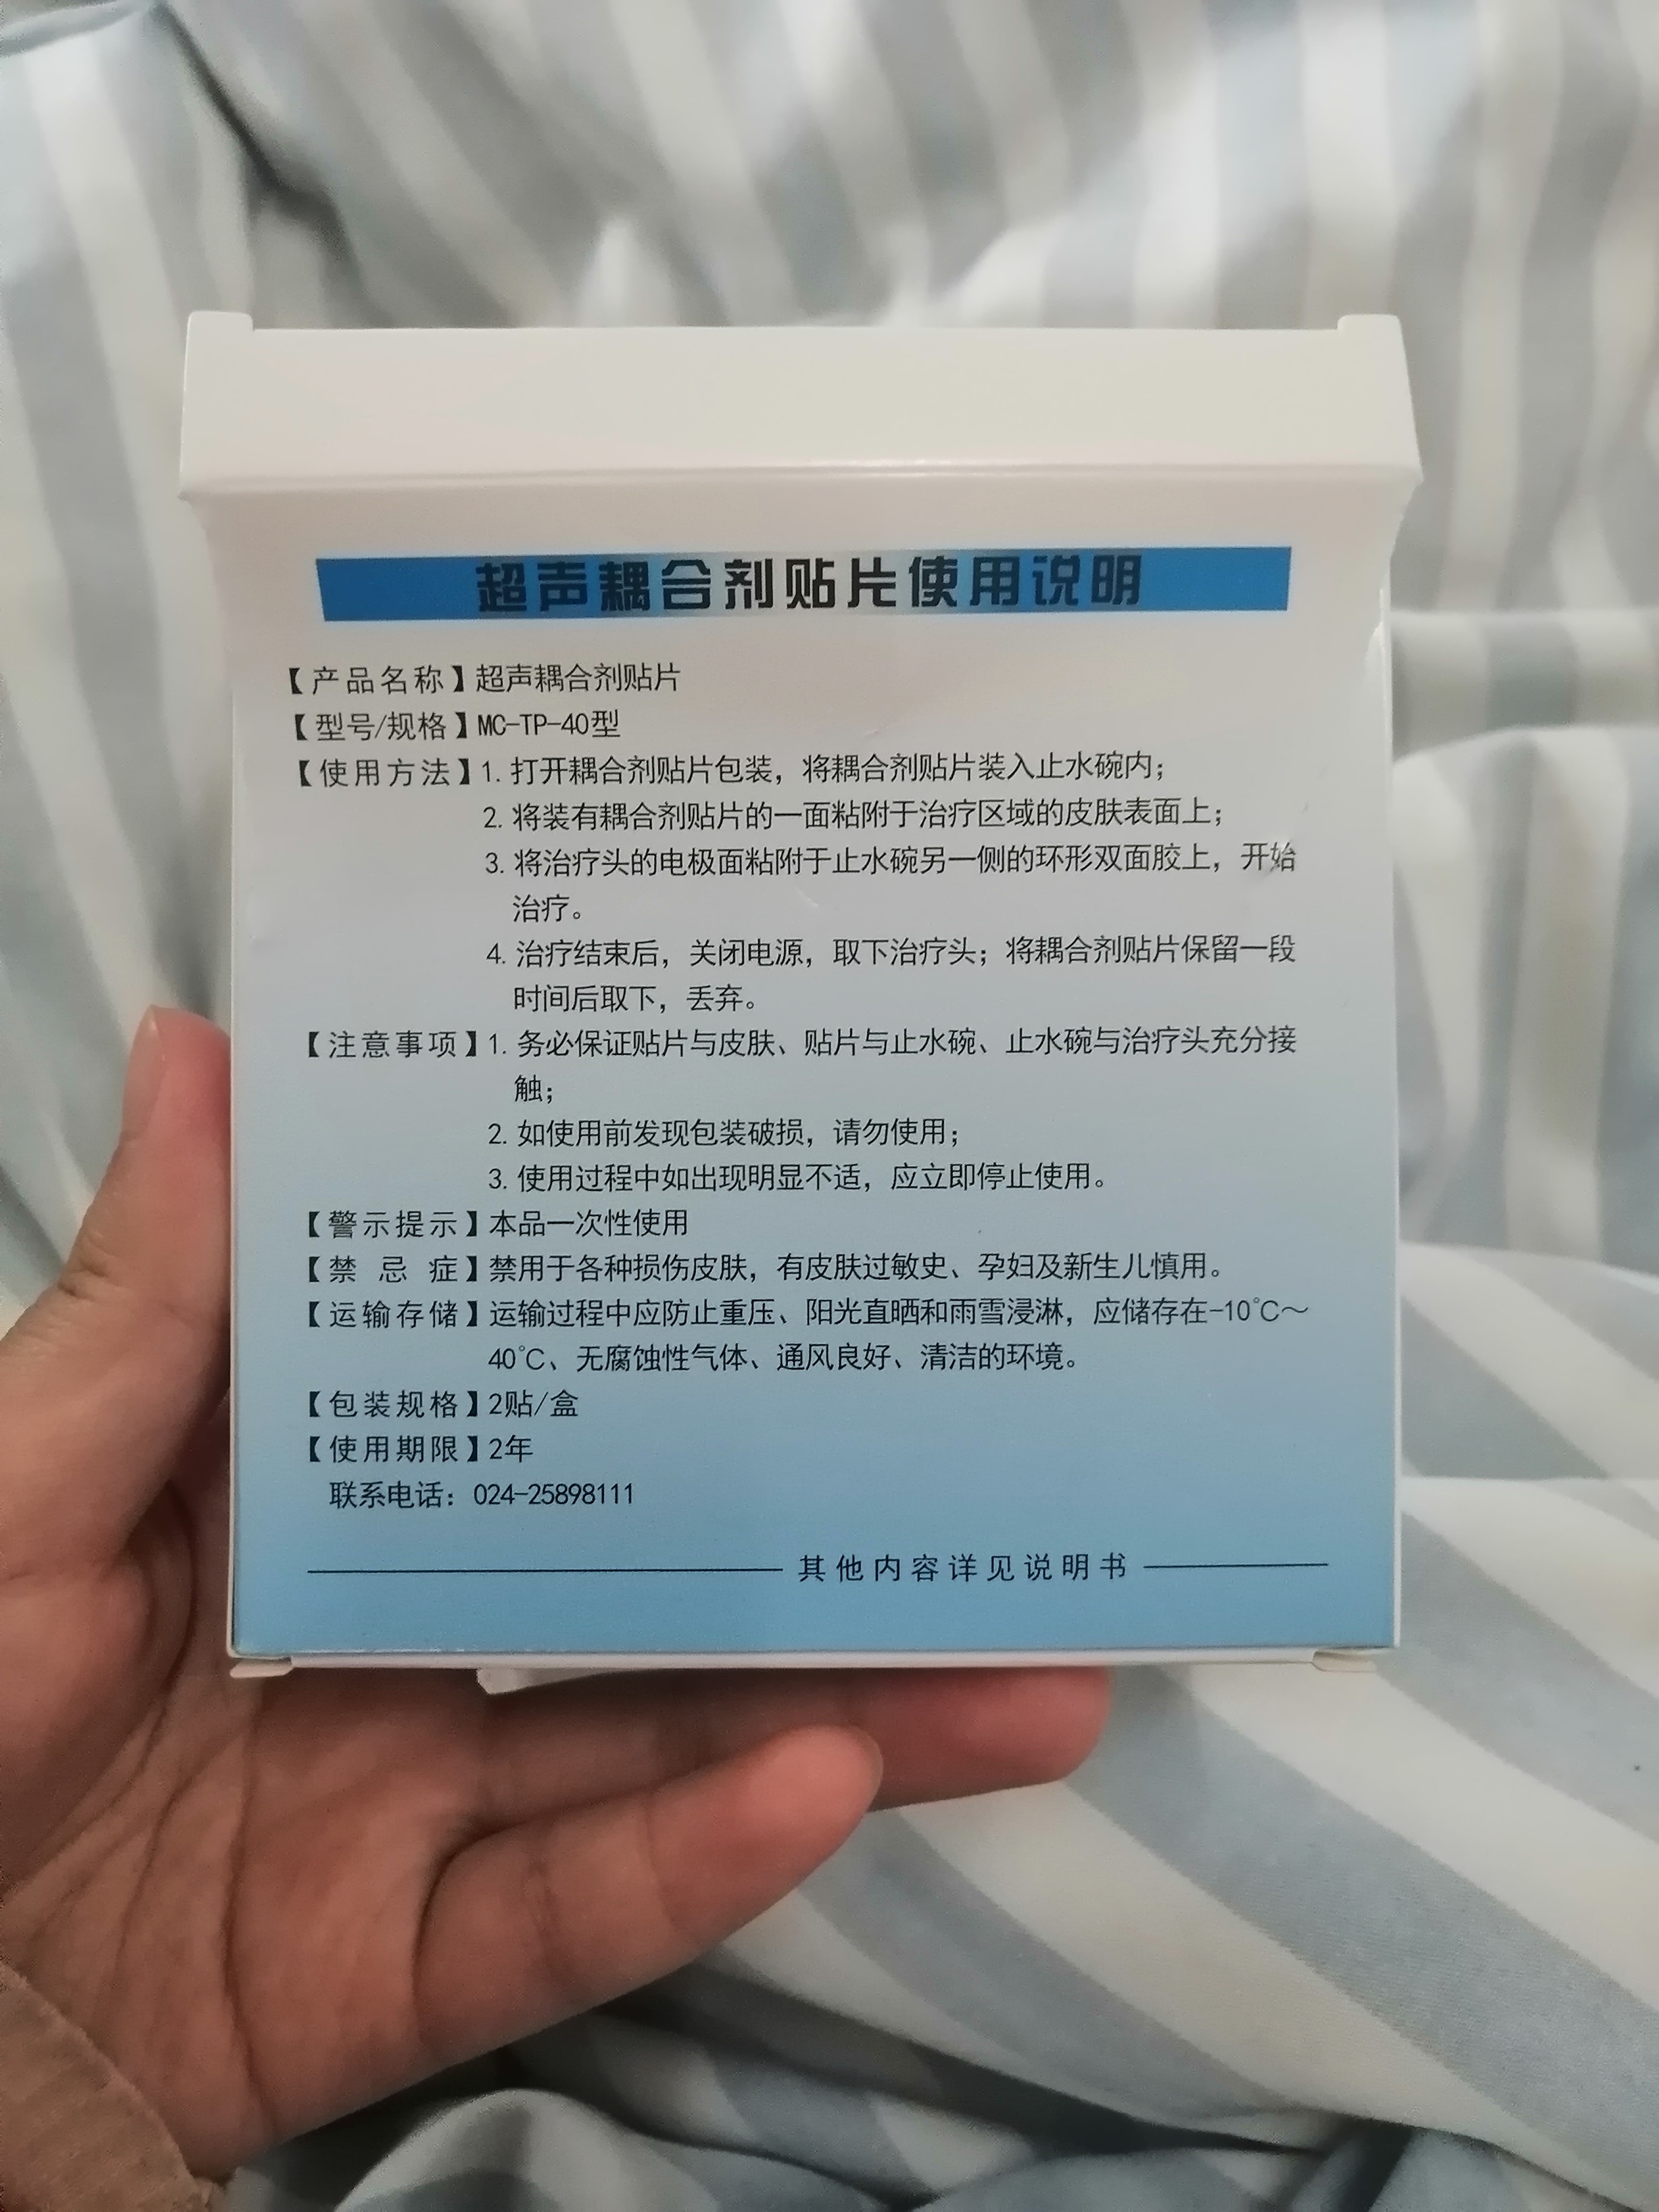 超声耦合剂贴片使用说明
【产品名称】超声耦合剂贴片
【型号/规格】MC-TP-40型
【使用方法】1. 打开耦合剂贴片包装，将耦合剂贴片装入止水碗内；
2. 将装有耦合剂贴片的一面粘附于治疗区域的皮肤表面上；
3. 将治疗头的电极面粘附于止水碗另一侧的环形双面胶上，开始
治疗。
4. 治疗结束后，关闭电源，取下治疗头；将耦合剂贴片保留一段
时间后取下，丢弃。
【注意事项】1. 务必保证贴片与皮肤、贴片与止水碗、止水碗与治疗头充分接
触；
2. 如使用前发现包装破损，请勿使用；
3. 使用过程中如出现明显不适，应立即停止使用。
【警示提示】本品一次性使用
【禁 忌 症】禁用于各种损伤皮肤，有皮肤过敏史、孕妇及新生儿慎用。
【运输存储】运输过程中应防止重压、阳光直晒和雨雪浸淋，应储存在-10℃～
40℃、无腐蚀性气体、通风良好、清洁的环境。
【包装规格】2贴/盒
【使用期限】2年
联系电话：024-25898111
其他内容详见说明书